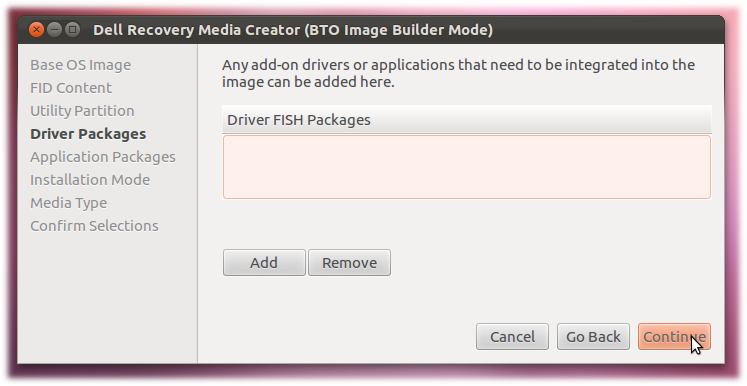 Dell Recovery Media Creator (BTO Image Builder Mode)
Base OS Image
FID Content
Utility Partition
Driver Packages
Application Packages
Installation Mode
Media Type
Confirm Selections
Any add-on drivers or applications that need to be integrated into the
image can be added here.
Driver FISH Packages
Add Remove
Cancel Go Back Continue